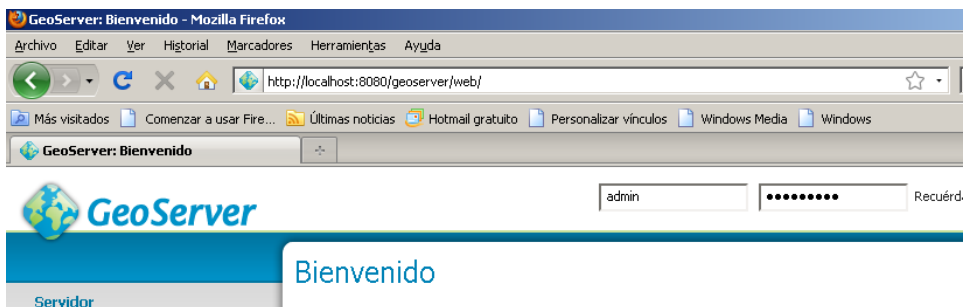 GeoServer: Bienvenido - Mozilla Firefox
Archivo Editar Ver Historial Marcadores Herramientas Ayuda
http://localhost:8080/geoserver/web/
Más visitados Comenzar a usar Fire... Últimas noticias Hotmail gratuito Personalizar vínculos Windows Media Windows
GeoServer: Bienvenido
GeoServer
admin ●●●●●●●●● Recuérd
Bienvenido
Servidor